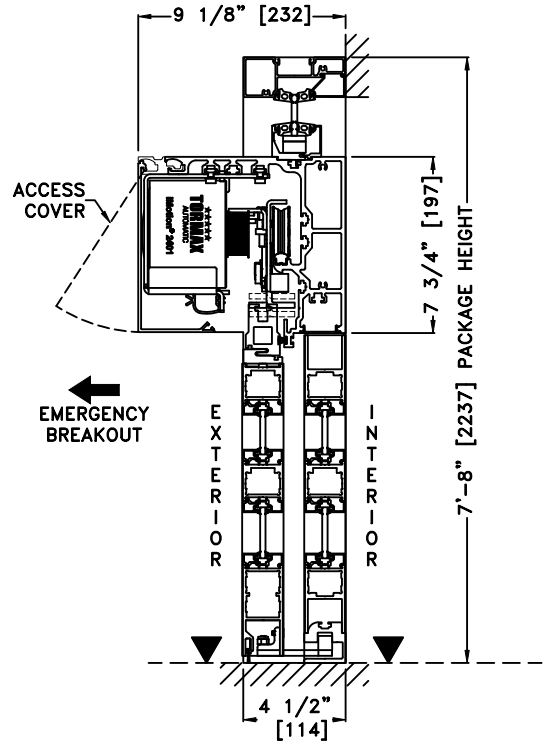 9 1/8” [232]
ACCESS
COVER
★★★★
TORMAX
AUTOMATIC
7 3/4” [197]
7'-8” [2237] PACKAGE HEIGHT
EMERGENCY
BREAKOUT
EXTERIOR
INTERIOR
4 1/2”
[114]